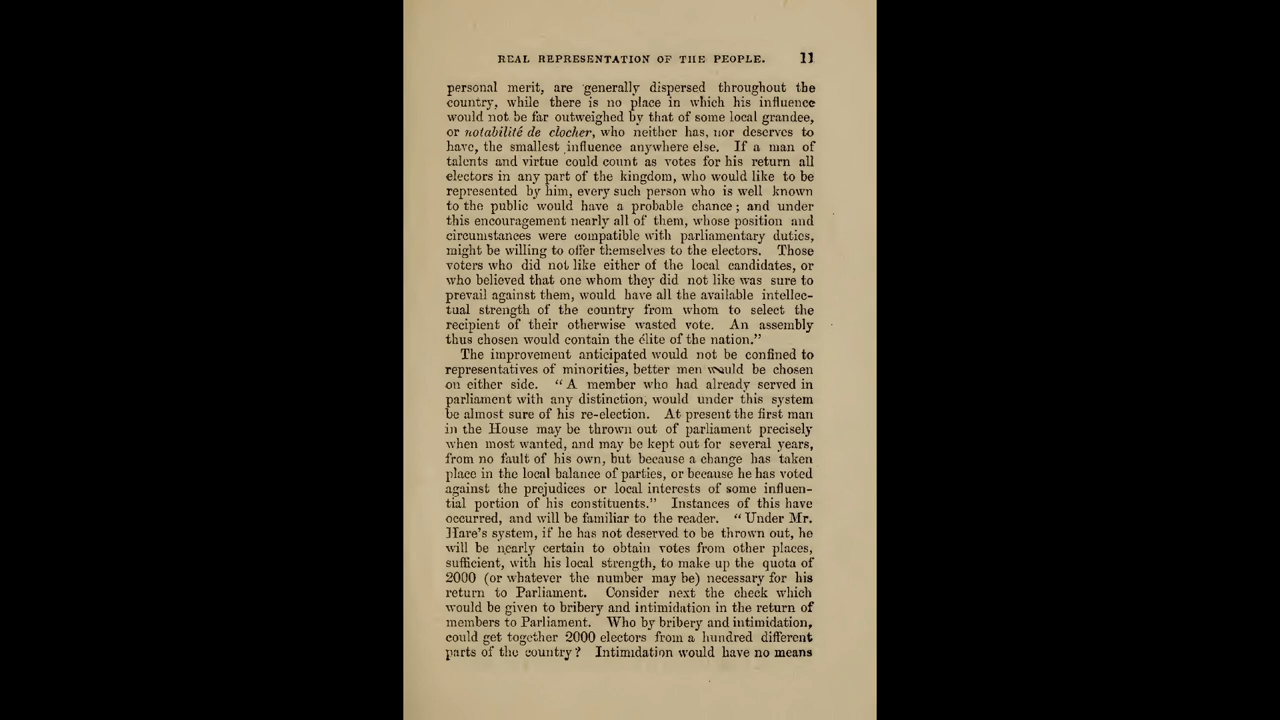 REAL REPRESENTATION OF THE PEOPLE. 11
personal merit, are generally dispersed throughout the
country, while there is no place in which his influence
would not be far outweighed by that of some local grandee,
or notabilité de clocher, who neither has, nor deserves to
have, the smallest influence anywhere else. If a man of
talents and virtue could count as votes for his return all
electors in any part of the kingdom, who would like to be
represented by him, every such person who is well known
to the public would have a probable chance; and under
this encouragement nearly all of them, whose position and
circumstances were compatible with parliamentary duties,
might be willing to offer themselves to the electors. Those
voters who did not like either of the local candidates, or
who believed that one whom they did not like was sure to
prevail against them, would have all the available intellec-
tual strength of the country from whom to select the
recipient of their otherwise wasted vote. An assembly
thus chosen would contain the élite of the nation.”
The improvement anticipated would not be confined to
representatives of minorities, better men would be chosen
on either side. “A member who had already served in
parliament with any distinction, would under this system
be almost sure of his re-election. At present the first man
in the House may be thrown out of parliament precisely
when most wanted, and may be kept out for several years,
from no fault of his own, but because a change has taken
place in the local balance of parties, or because he has voted
against the prejudices or local interests of some influen-
tial portion of his constituents.” Instances of this have
occurred, and will be familiar to the reader. “Under Mr.
Hare’s system, if he has not deserved to be thrown out, he
will be nearly certain to obtain votes from other places,
sufficient, with his local strength, to make up the quota of
2000 (or whatever the number may be) necessary for his
return to Parliament. Consider next the check which
would be given to bribery and intimidation in the return of
members to Parliament. Who by bribery and intimidation,
could get together 2000 electors from a hundred different
parts of the country? Intimidation would have no means